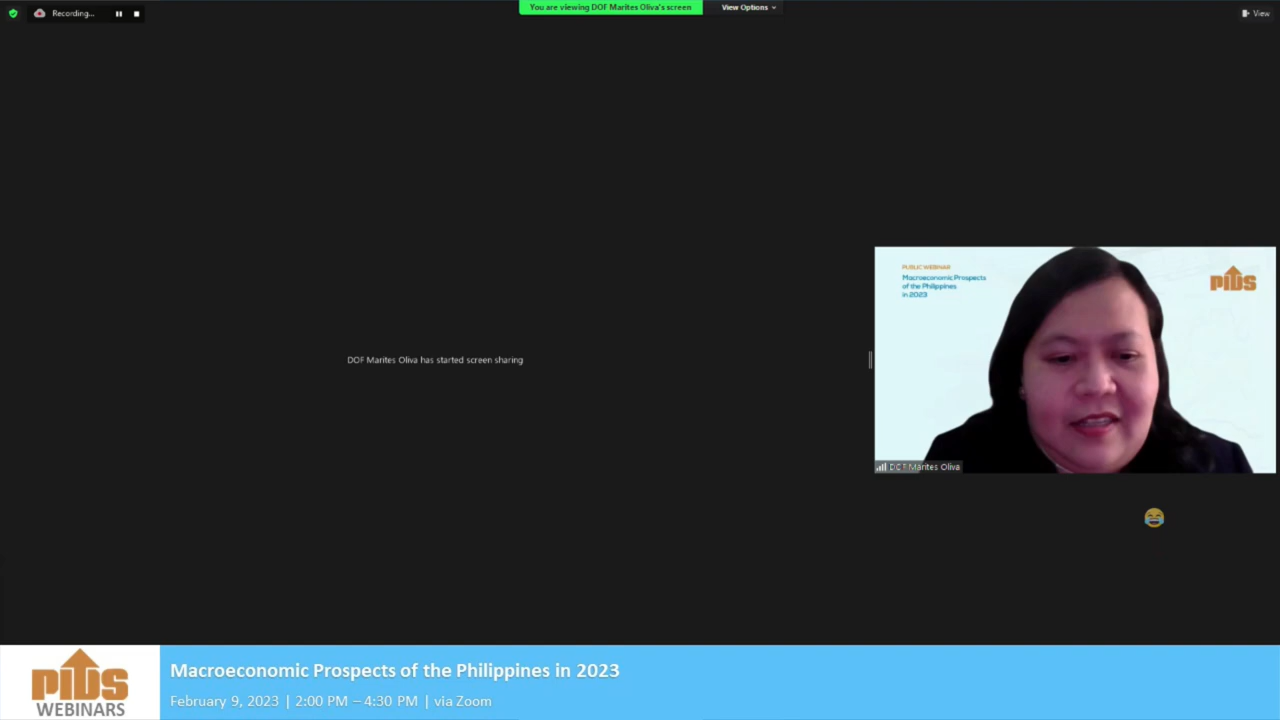 Recording...
You are viewing DOF Marites Oliva's screen
View Options
View
DOF Marites Oliva has started screen sharing
PUBLIC WEBINAR
Macroeconomic Prospects
of the Philippines
in 2023
PIDS
DOF Marites Oliva
PIDS
WEBINARS
Macroeconomic Prospects of the Philippines in 2023
February 9, 2023 | 2:00 PM – 4:30 PM | via Zoom